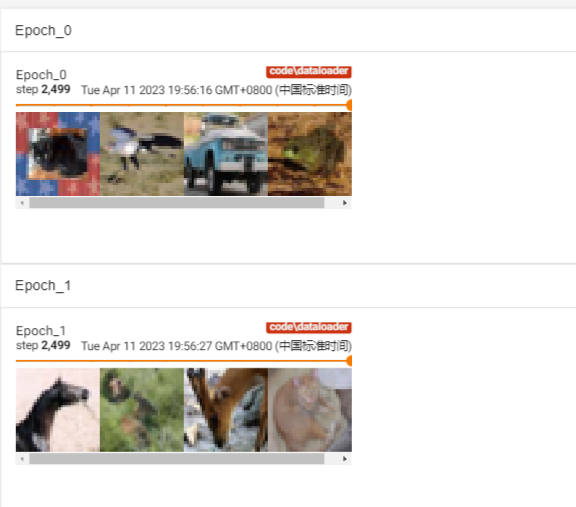 Epoch_0
Epoch_0
code\dataloader
step 2,499 Tue Apr 11 2023 19:56:16 GMT+0800 (中国标准时间)
Epoch_1
Epoch_1
code\dataloader
step 2,499 Tue Apr 11 2023 19:56:27 GMT+0800 (中国标准时间)